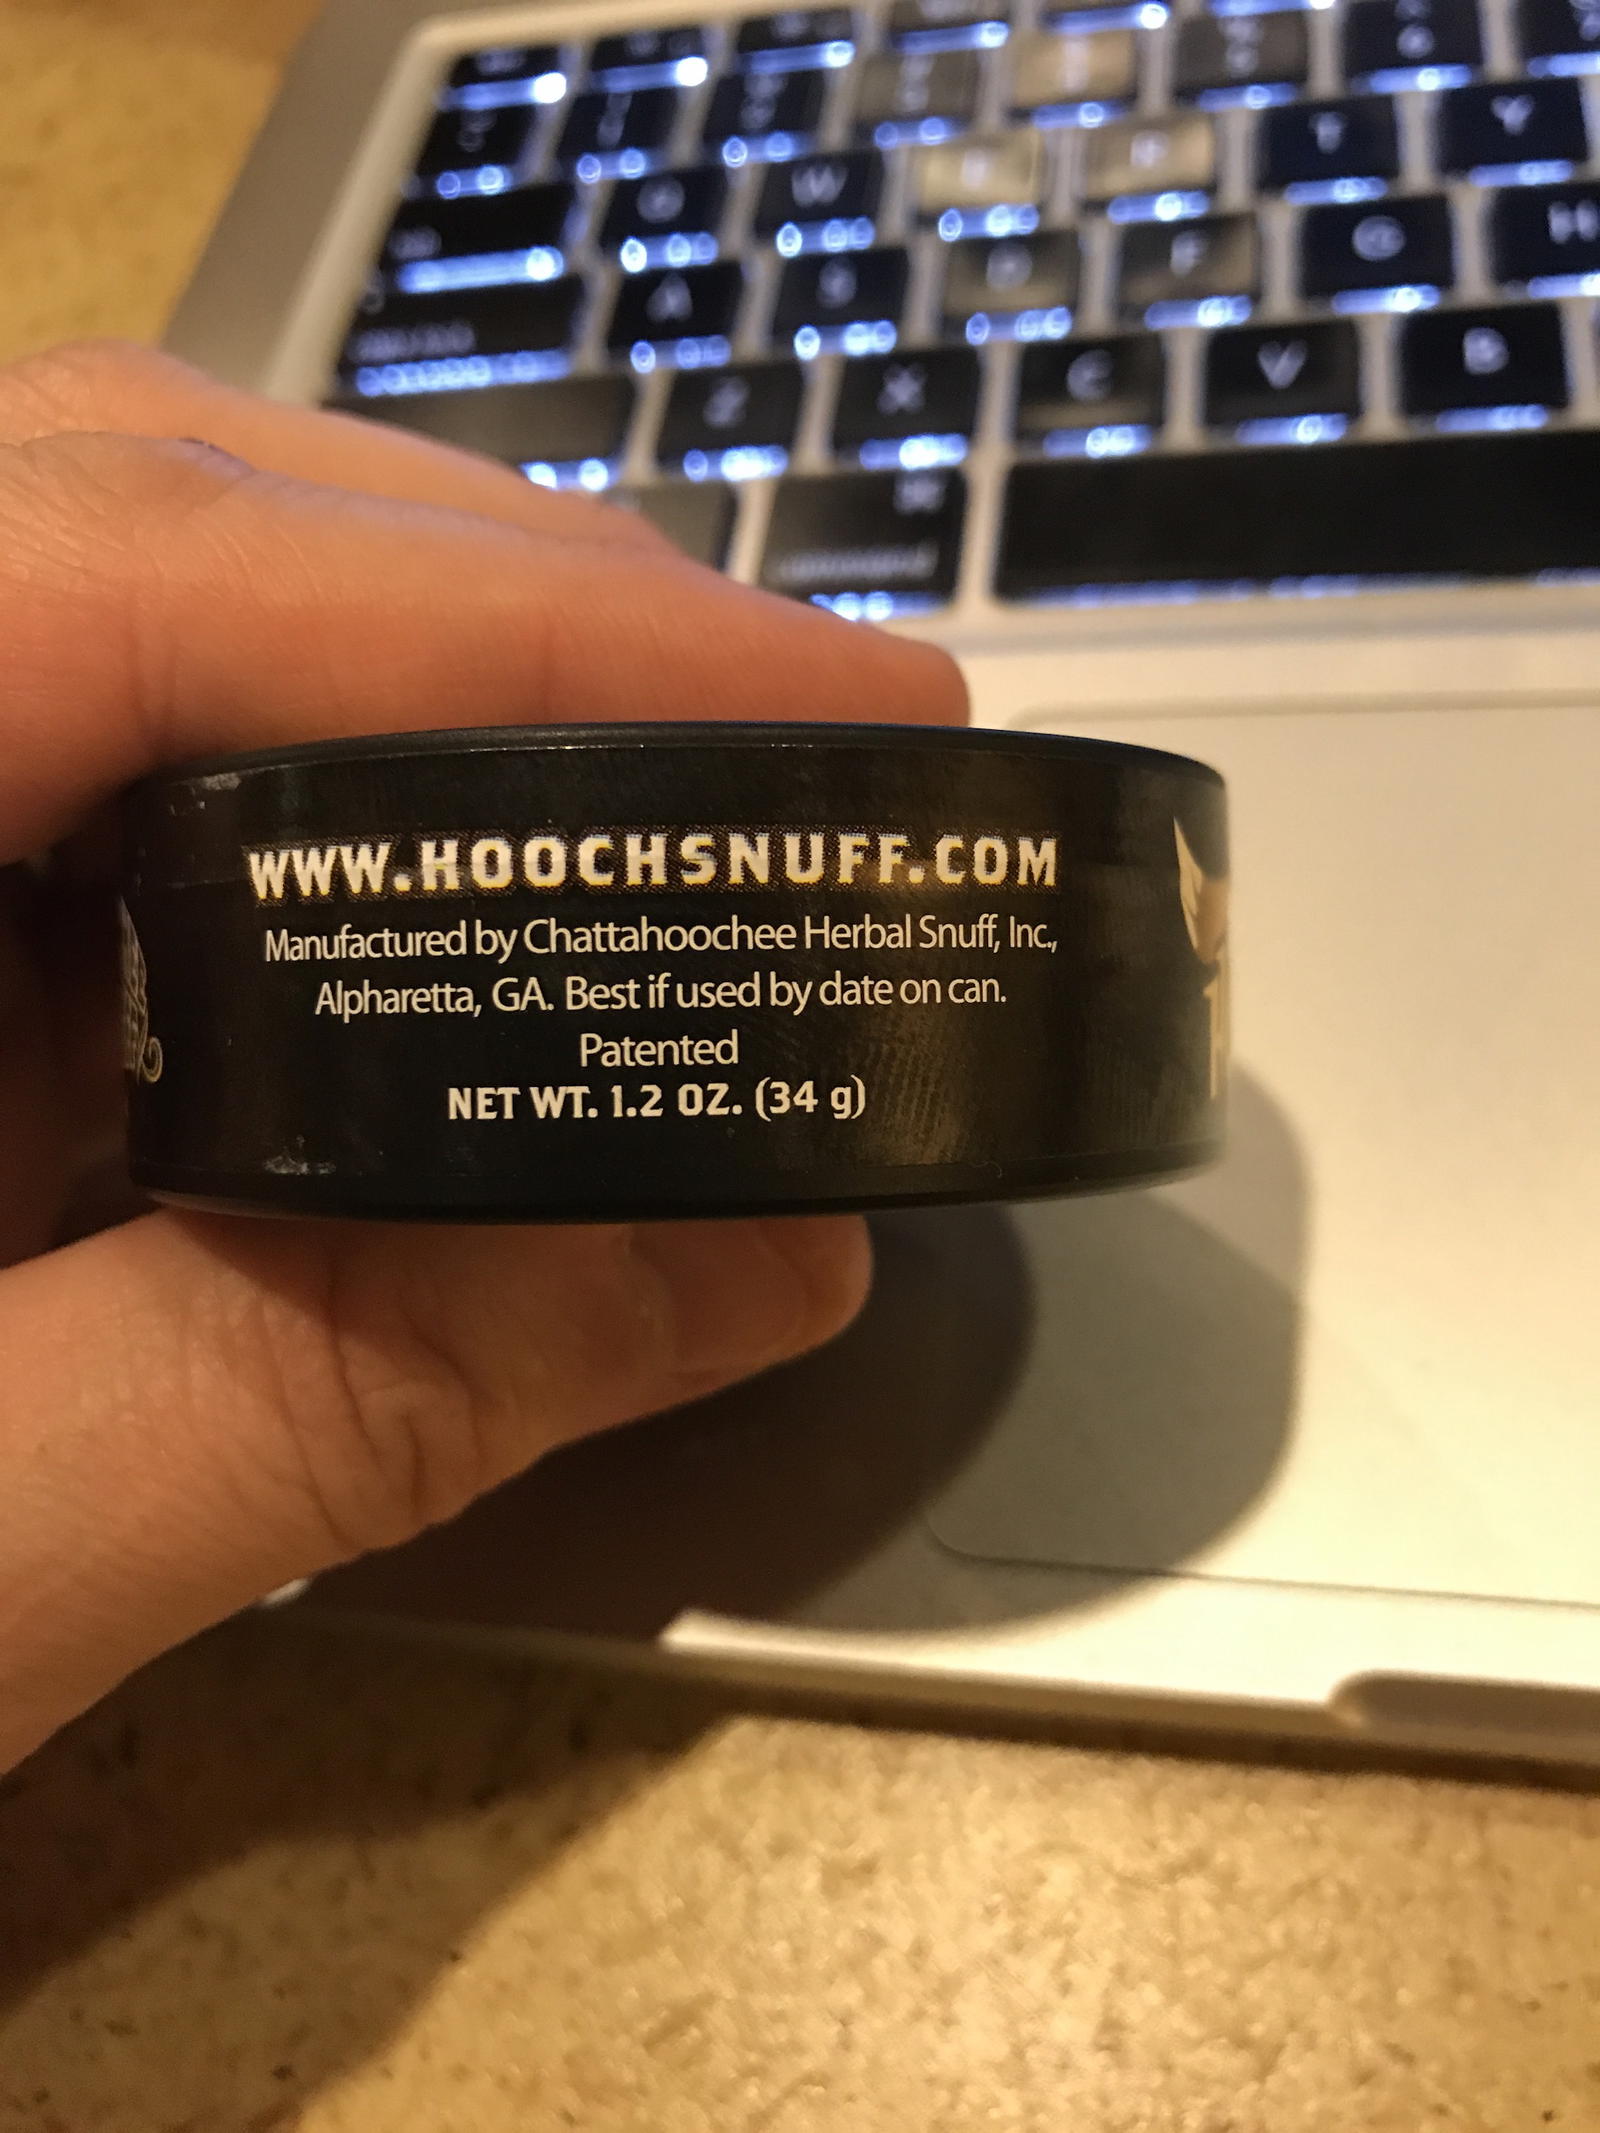 T Y
Q W
A S D F G H
Z X C V B
WWW.HOOCHSNUFF.COM
Manufactured by Chattahoochee Herbal Snuff, Inc.,
Alpharetta, GA. Best if used by date on can.
Patented
NET WT. 1.2 OZ. (34 g)